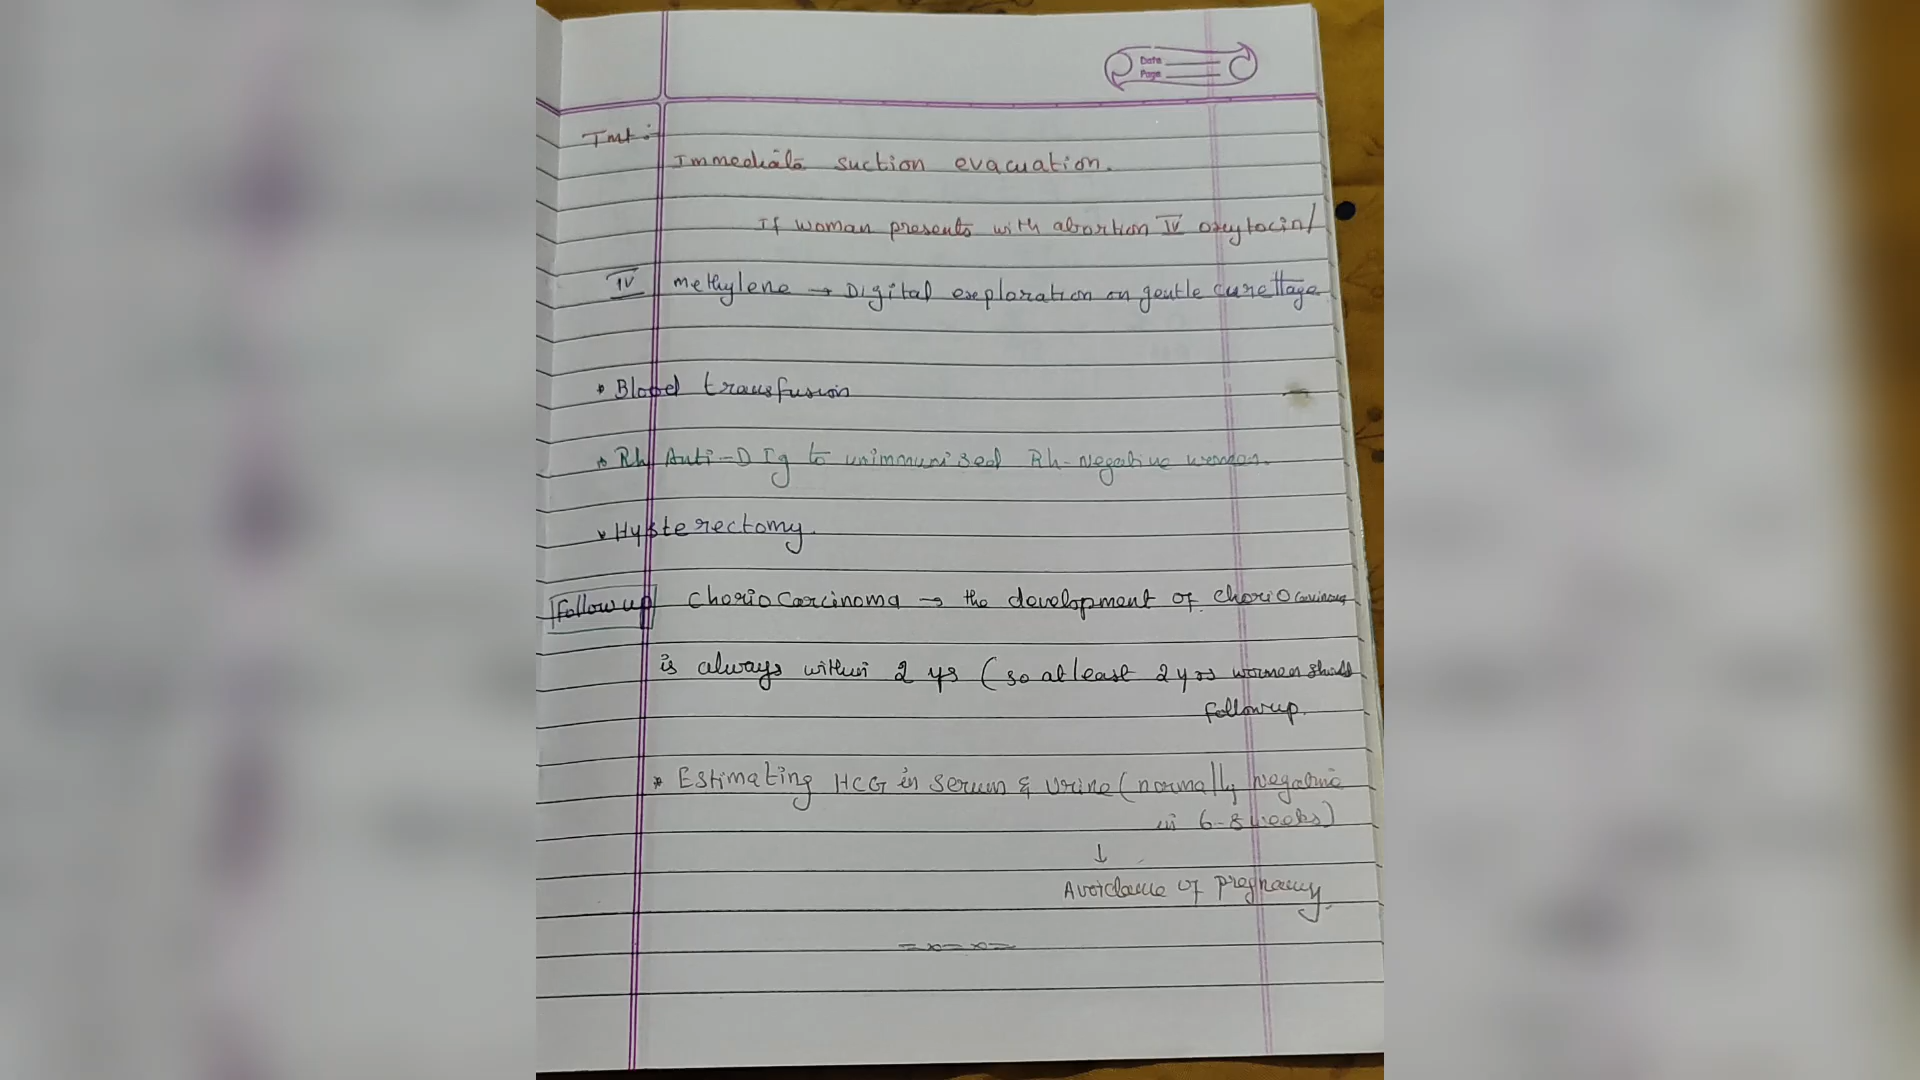 Date
Page
Tmt :-
Immediate suction evacuation.
If woman presents with abortion IV oxytocin/
IV methylene → Digital exploration on gentle curettage
* Blood transfusion
* Rh Anti-D Ig to unimmunised Rh-negative women.
* Hysterectomy.
Follow up Choriocarcinoma → the development of choriocarcinoma
is always within 2 ys (so atleast 2 yrs women should
followup.
* Estimating HCG in serum & urine (normally negative
in 6-8 weeks)
↓
Avoidance of pregnancy.
=x=x=